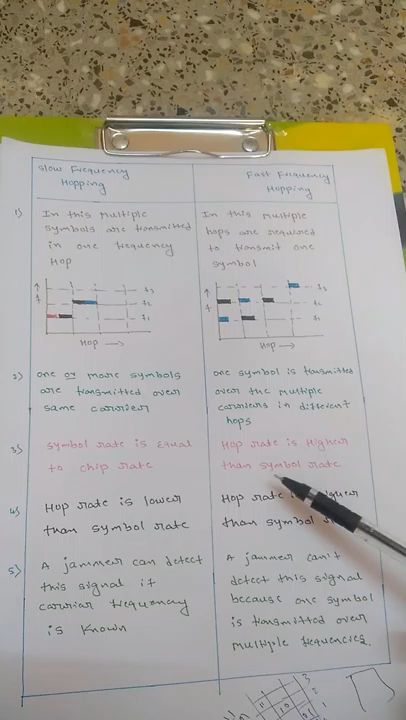 Slow Frequency
Hopping
Fast Frequency
Hopping
1)
In this multiple
symbols are transmitted
in one frequency
Hop
In this multiple
hops are required
to transmit one
symbol
f
f3
f2
f1
Hop
f
f3
f2
f1
Hop
2)
one or more symbols
are transmitted over
same carrier
one symbol is transmitted
over the multiple
carriers in different
hops
3)
symbol rate is Equal
to chip rate
Hop rate is Higher
than symbol rate
4)
Hop rate is lower
than symbol rate
Hop rate
than symbol
5)
A jammer can detect
this signal if
carrier frequency
is known
A jammer can't
detect this signal
because one symbol
is transmitted over
multiple frequencies.